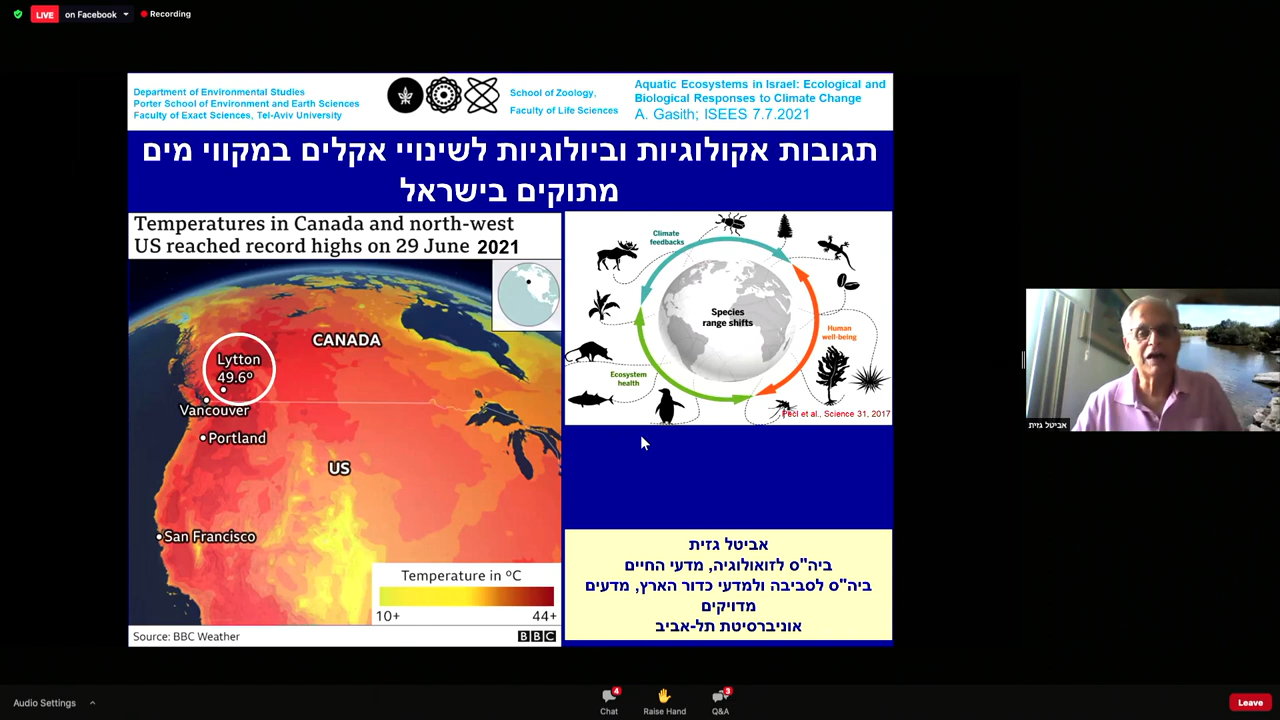 LIVE on Facebook Recording
Department of Environmental Studies
Porter School of Environment and Earth Sciences
Faculty of Exact Sciences, Tel-Aviv University
School of Zoology,
Faculty of Life Sciences
Aquatic Ecosystems in Israel: Ecological and
Biological Responses to Climate Change
A. Gasith; ISEES 7.7.2021
תגובות אקולוגיות וביולוגיות לשינויי אקלים במקווי מים
מתוקים בישראל
Temperatures in Canada and north-west
US reached record highs on 29 June 2021
CANADA
Lytton
49.6º
Vancouver
Portland
US
San Francisco
Temperature in ºC
10+ 44+
Source: BBC Weather
BBC
Climate
feedbacks
Species
range shifts
Human
well-being
Ecosystem
health
Pecl et al., Science 31, 2017
אביטל גזית
ביה"ס לזואולוגיה, מדעי החיים
ביה"ס לסביבה ולמדעי כדור הארץ, מדעים
מדויקים
אוניברסיטת תל-אביב
אביטל גזית
Audio Settings
4
Chat
Raise Hand
3
Q&A
Leave